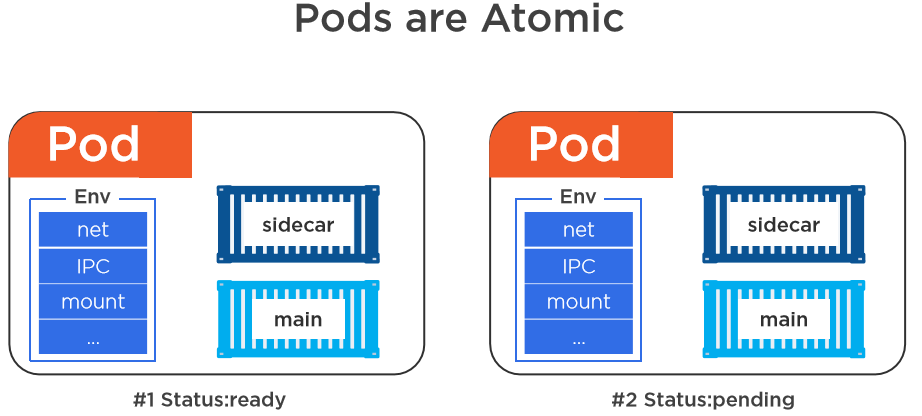 Pods are Atomic
Pod
Env
net
IPC
mount
...
sidecar
main
#1 Status:ready
Pod
Env
net
IPC
mount
...
sidecar
main
#2 Status:pending